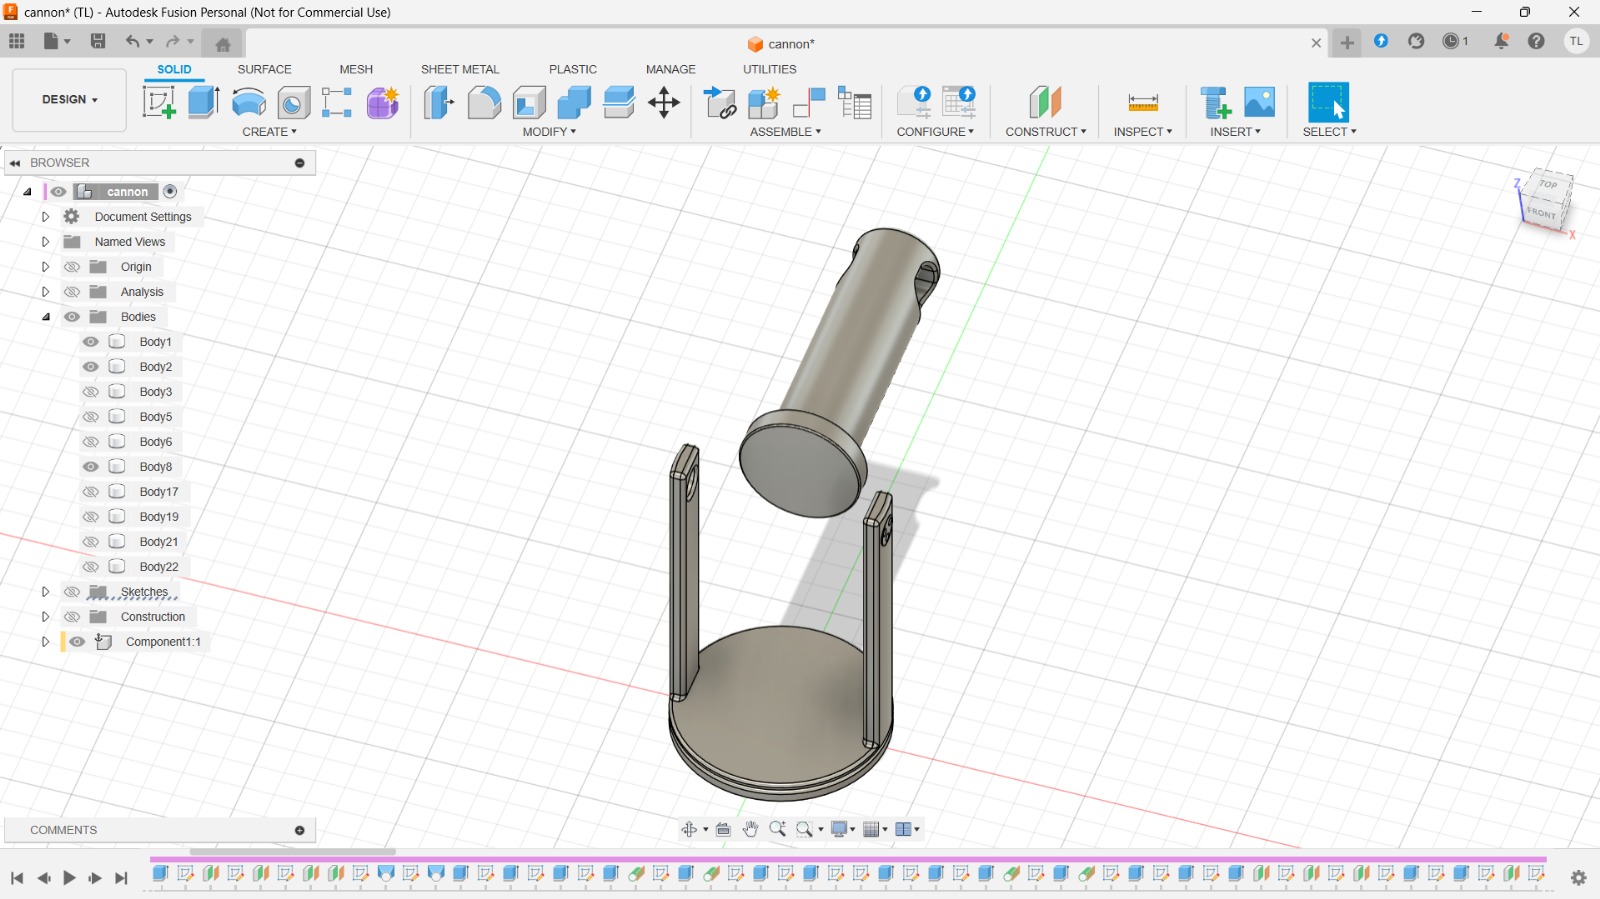 cannon* (TL) - Autodesk Fusion Personal (Not for Commercial Use)
cannon*
1
TL
DESIGN
SOLID
SURFACE
MESH
SHEET METAL
PLASTIC
MANAGE
UTILITIES
CREATE
MODIFY
ASSEMBLE
CONFIGURE
CONSTRUCT
INSPECT
INSERT
SELECT
BROWSER
cannon
Document Settings
Named Views
Origin
Analysis
Bodies
Body1
Body2
Body3
Body5
Body6
Body8
Body17
Body19
Body21
Body22
Sketches
Construction
Component1:1
Z
TOP
FRONT
X
COMMENTS